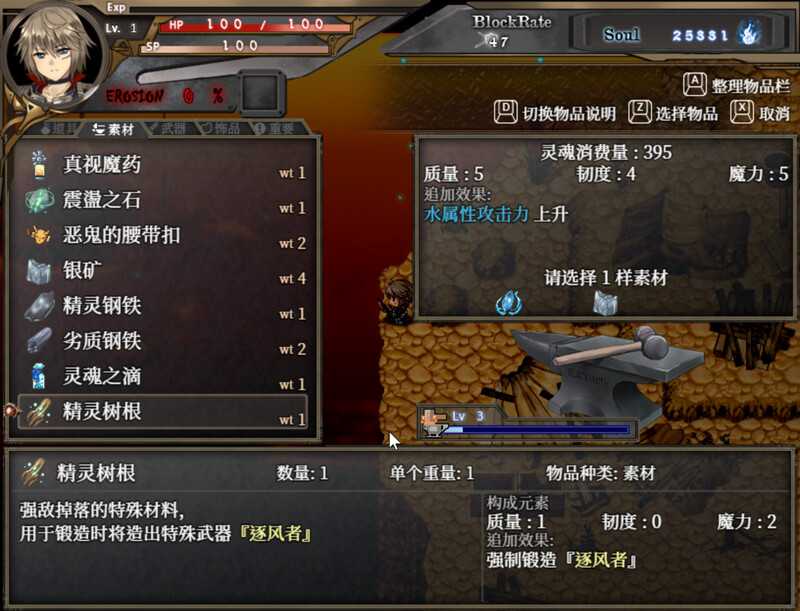 Exp
Lv. 1
HP 100 / 100
SP 100
EROSION 0 %
BlockRate
47
Soul 25331
A 整理物品栏
D 切换物品说明 Z 选择物品 X 取消
道具 素材 武器 饰品 重要
真视魔药 wt 1
震盪之石 wt 1
恶鬼的腰带扣 wt 2
银矿 wt 4
精灵钢铁 wt 1
劣质钢铁 wt 2
灵魂之滴 wt 1
精灵树根 wt 1
灵魂消费量 : 395
质量 : 5 韧度 : 4 魔力 : 5
追加效果:
水属性攻击力 上升
请选择 1 样素材
Lv 3
精灵树根 数量: 1 单个重量: 1 物品种类: 素材
强敌掉落的特殊材料,
用于锻造时将造出特殊武器『逐风者』
构成元素
质量 : 1 韧度 : 0 魔力 : 2
追加效果:
强制锻造『逐风者』